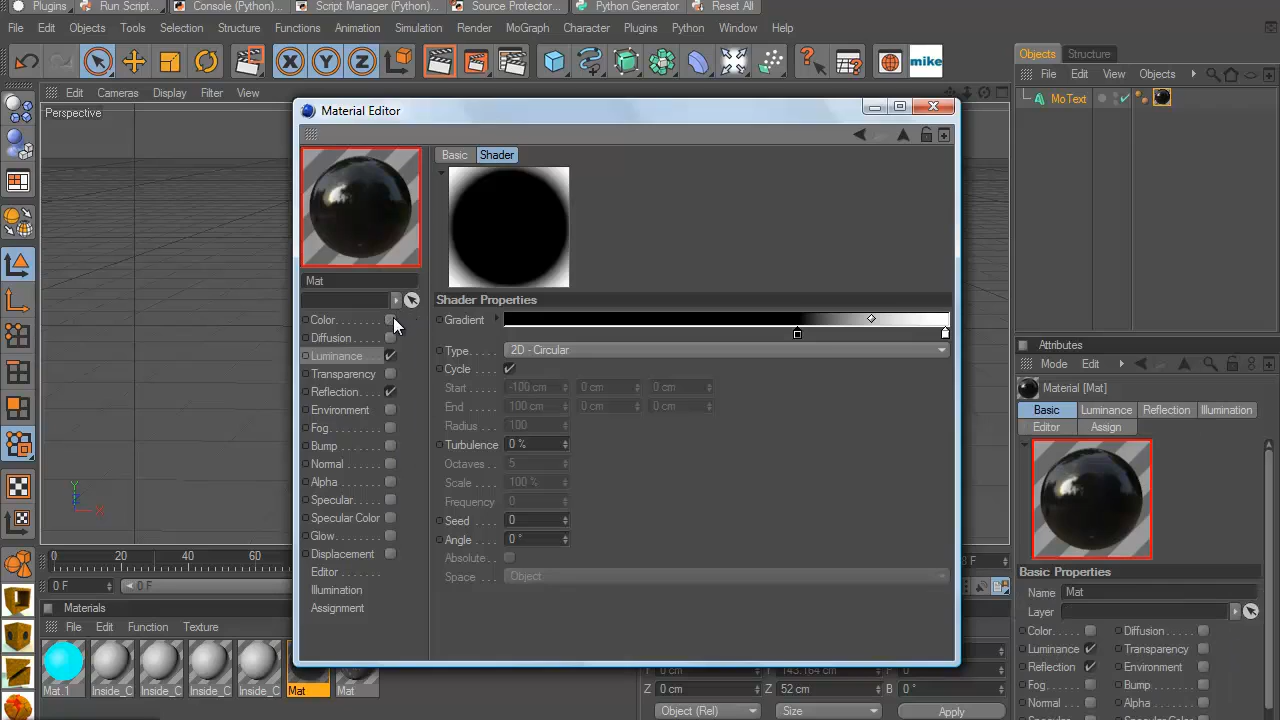 Plugins Run Script... Console (Python)... Script Manager (Python)... Source Protector... Python Generator Reset All
File Edit Objects Tools Selection Structure Functions Animation Simulation Render MoGraph Character Plugins Python Window Help
X Y Z mike
Edit Cameras Display Filter View
Perspective
Objects Structure
File Edit View Objects
MoText
Material Editor
Basic Shader
Mat
Color
Diffusion
Luminance
Transparency
Reflection
Environment
Fog
Bump
Normal
Alpha
Specular
Specular Color
Glow
Displacement
Editor
Illumination
Assignment
Shader Properties
Gradient
Type 2D - Circular
Cycle
Start -100 cm 0 cm 0 cm
End 100 cm 0 cm 0 cm
Radius 100
Turbulence 0 %
Octaves 5
Scale 100 %
Frequency 0
Seed 0
Angle 0 °
Absolute
Space Object
Attributes
Mode Edit
Material [Mat]
Basic Luminance Reflection Illumination
Editor Assign
Basic Properties
Name Mat
Layer
Color Diffusion
Luminance Transparency
Reflection Environment
Fog Bump
Normal Alpha
Y
X
0 20 40 60
0 F 0 F 8 F
Materials
File Edit Function Texture
Mat 1 Inside_C Inside_C Inside_C Inside_C Mat Mat
0 cm 143.164 cm 0 °
Z 0 cm Z 52 cm B 0 °
Object (Rel) Size Apply